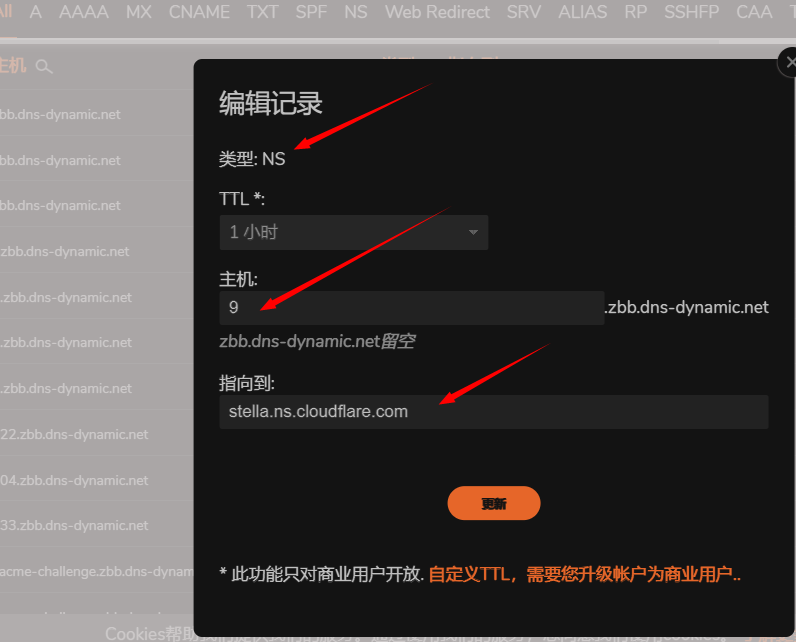 All A AAAA MX CNAME TXT SPF NS Web Redirect SRV ALIAS RP SSHFP CAA
主机
bb.dns-dynamic.net
bb.dns-dynamic.net
bb.dns-dynamic.net
zbb.dns-dynamic.net
.zbb.dns-dynamic.net
.zbb.dns-dynamic.net
.zbb.dns-dynamic.net
22.zbb.dns-dynamic.net
04.zbb.dns-dynamic.net
33.zbb.dns-dynamic.net
acme-challenge.zbb.dns-dynam
编辑记录
类型: NS
TTL *:
1 小时
主机:
9 .zbb.dns-dynamic.net
zbb.dns-dynamic.net留空
指向到:
stella.ns.cloudflare.com
更新
* 此功能只对商业用户开放. 自定义TTL，需要您升级帐户为商业用户..
Cookies帮助